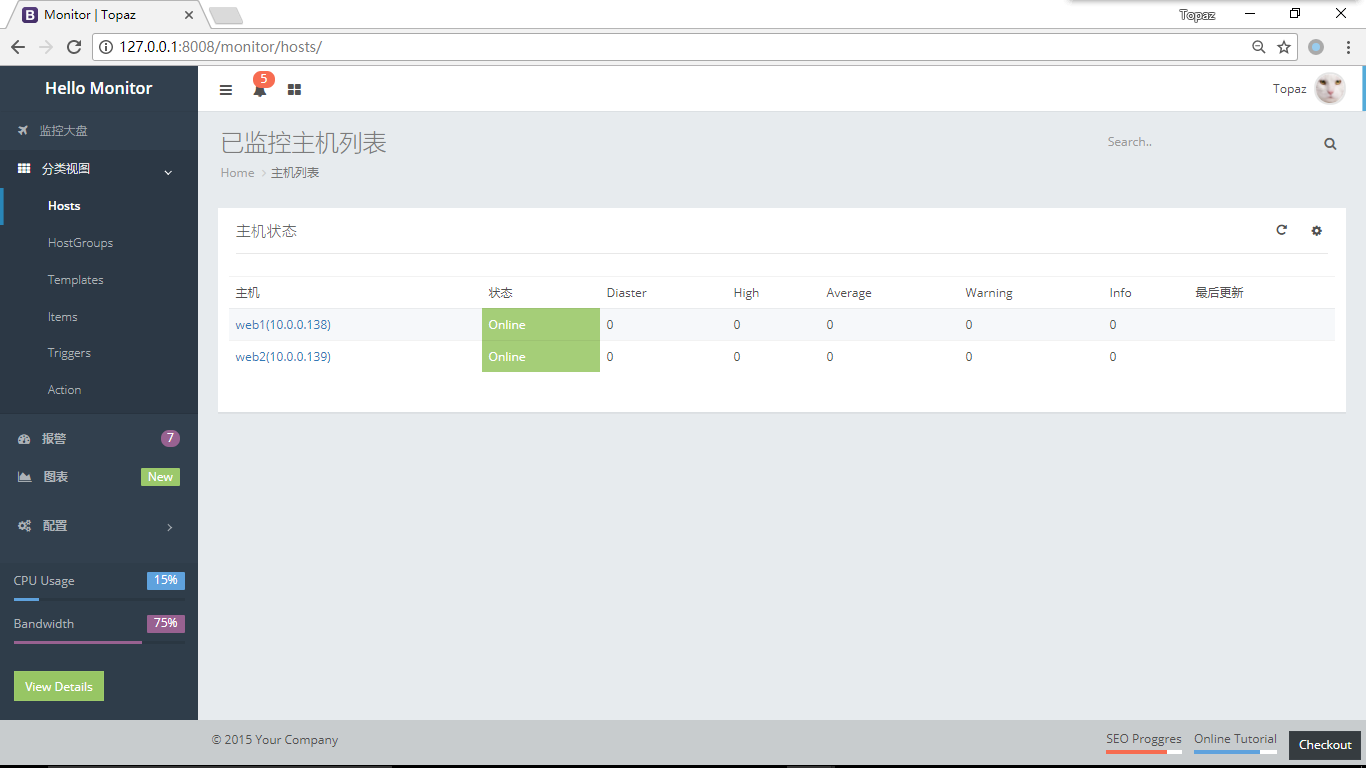 Monitor | Topaz
Topaz
127.0.0.1:8008/monitor/hosts/
Hello Monitor
5
Topaz
监控大盘
分类视图
Hosts
HostGroups
Templates
Items
Triggers
Action
报警 7
图表 New
配置
CPU Usage 15%
Bandwidth 75%
View Details
已监控主机列表
Search..
Home 主机列表
主机状态
主机 状态 Diaster High Average Warning Info 最后更新
web1(10.0.0.138) Online 0 0 0 0 0
web2(10.0.0.139) Online 0 0 0 0 0
© 2015 Your Company
SEO Proggres Online Tutorial Checkout